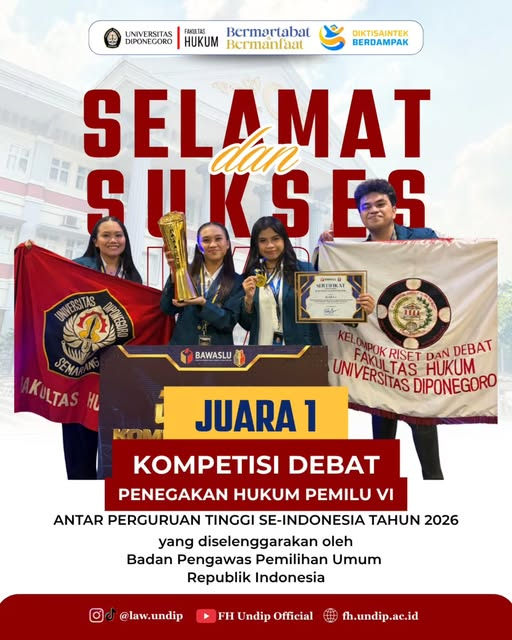 UNIVERSITAS DIPONEGORO
FAKULTAS HUKUM
Bermartabat Bermanfaat
DIKTISAINTEK BERDAMPAK
SELAMAT
dan
SUKSES
UNIVERSITAS DIPONEGORO
SEMARANG
FAKULTAS HU
SERTIFIKAT
KELOMPOK RISET DAN DEBAT
FAKULTAS HUKUM
UNIVERSITAS DIPONEGORO
BAWASLU
JUARA 1
KOMPETISI DEBAT
PENEGAKAN HUKUM PEMILU VI
ANTAR PERGURUAN TINGGI SE-INDONESIA TAHUN 2026
yang diselenggarakan oleh
Badan Pengawas Pemilihan Umum
Republik Indonesia
@law.undip
FH Undip Official
fh.undip.ac.id